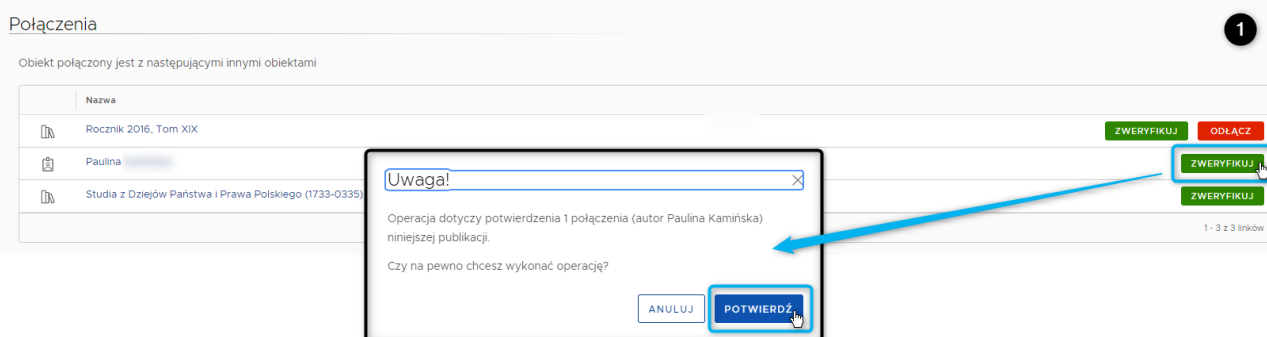 Połączenia
1
Obiekt połączony jest z następującymi innymi obiektami
Nazwa
Rocznik 2016, Tom XIX
ZWERYFIKUJ
ODŁĄCZ
Paulina
ZWERYFIKUJ
Studia z Dziejów Państwa i Prawa Polskiego (1733-0335)
ZWERYFIKUJ
1 - 3 z 3 linków
Uwaga!
Operacja dotyczy potwierdzenia 1 połączenia (autor Paulina Kamińska)
niniejszej publikacji.
Czy na pewno chcesz wykonać operację?
ANULUJ
POTWIERDŹ